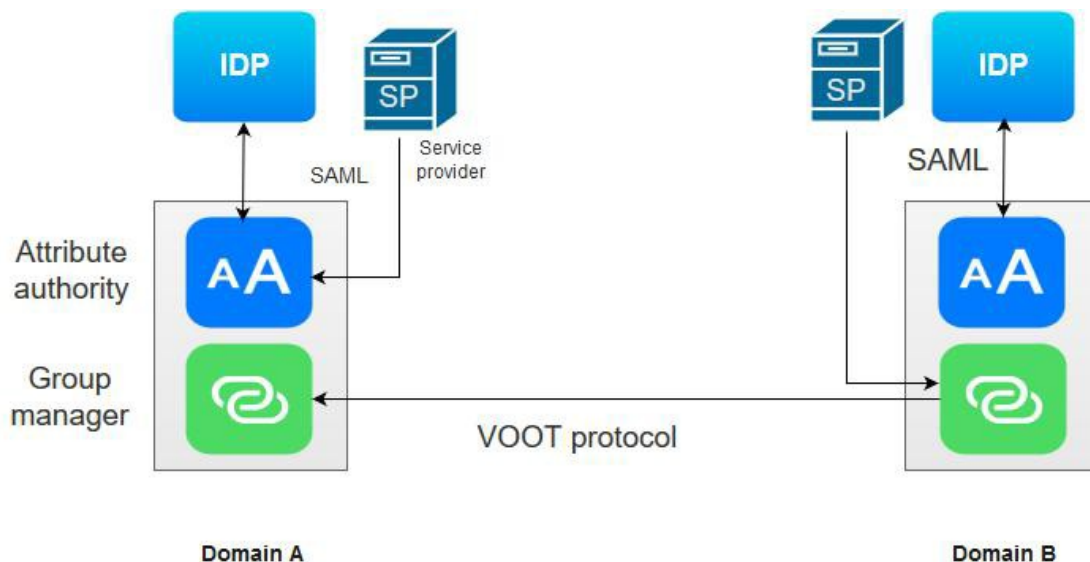 IDP
SP
Service
provider
SAML
Attribute
authority
AA
Group
manager
VOOT protocol
SP
IDP
SAML
AA
Domain A
Domain B